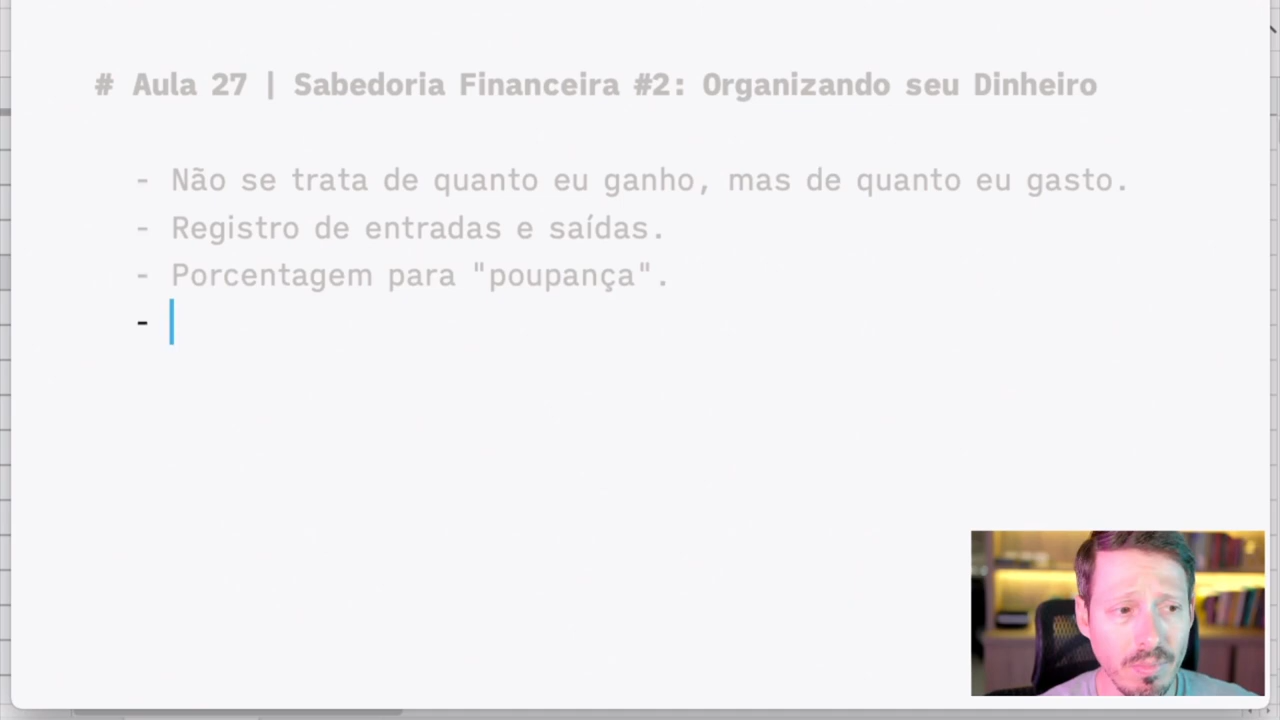 # Aula 27 | Sabedoria Financeira #2: Organizando seu Dinheiro
- Não se trata de quanto eu ganho, mas de quanto eu gasto.
- Registro de entradas e saídas.
- Porcentagem para "poupança".
-